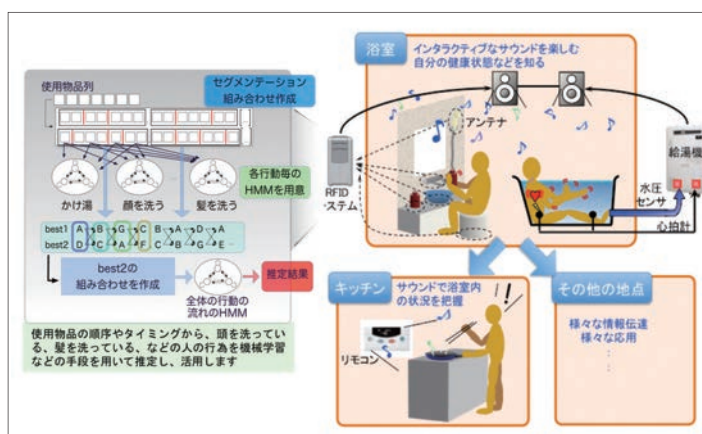 使用物品列
セグメンテーション
組み合わせ作成
かけ湯
顔を洗う
髪を洗う
各行動毎の
HMMを用意
best1 A B G C B A D A
best2 D C A F C B G E
best2の
組み合わせを作成
全体の行動の
流れのHMM
推定結果
使用物品の順序やタイミングから、頭を洗ってい
る、髪を洗っている、などの人の行為を機械学習
などの手段を用いて推定し、活用します
浴室
インタラクティブなサウンドを楽しむ
自分の健康状態などを知る
アンテナ
RFID
システム
給湯機
水圧
センサ
心拍計
キッチン
サウンドで浴室内
の状況を把握
リモコン
その他の地点
様々な情報伝達
様々な応用